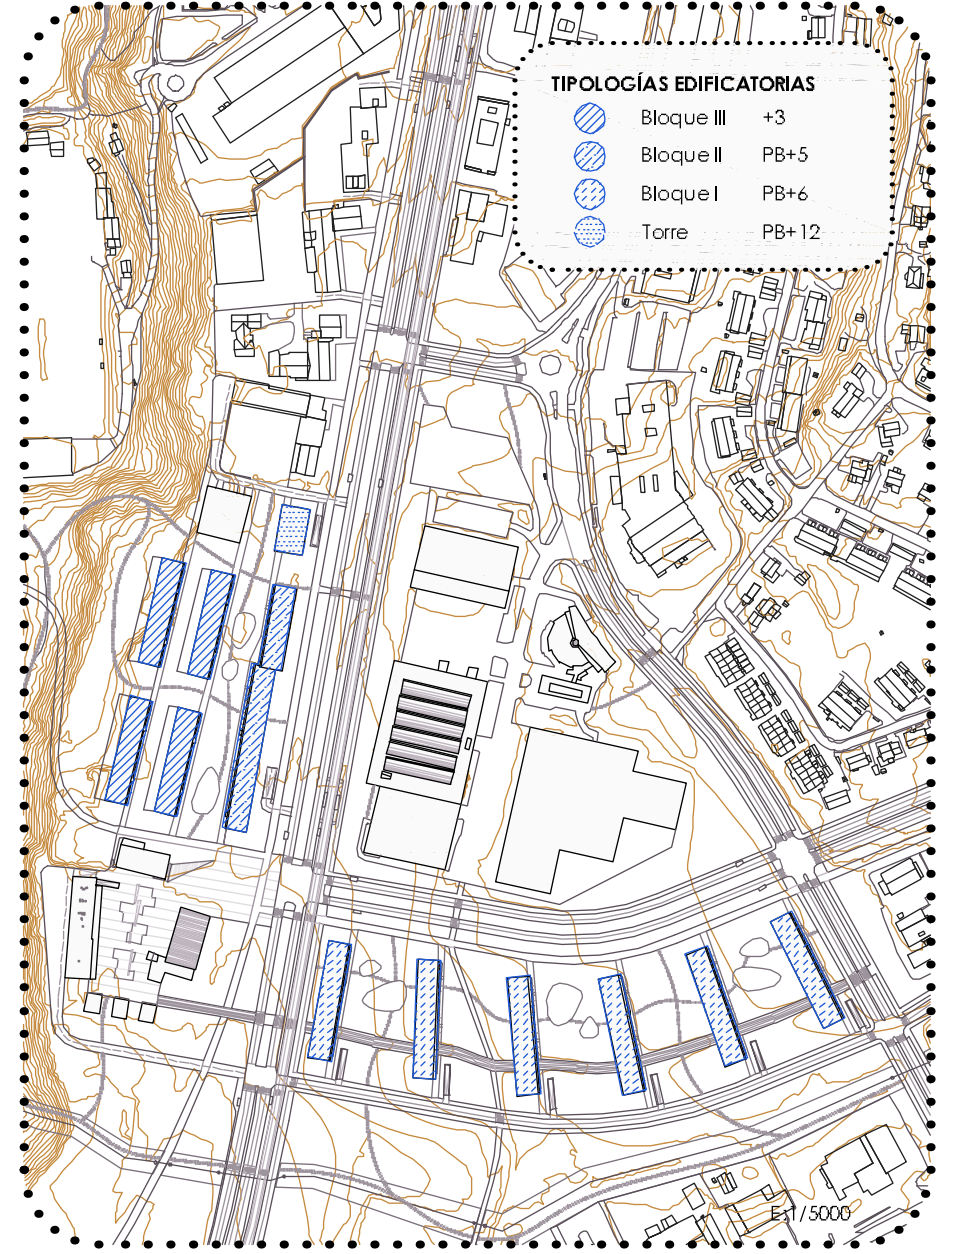 TIPOLOGÍAS EDIFICATORIAS
Bloque III +3
Bloque II PB+5
Bloque I PB+6
Torre PB+12
E:1/5000